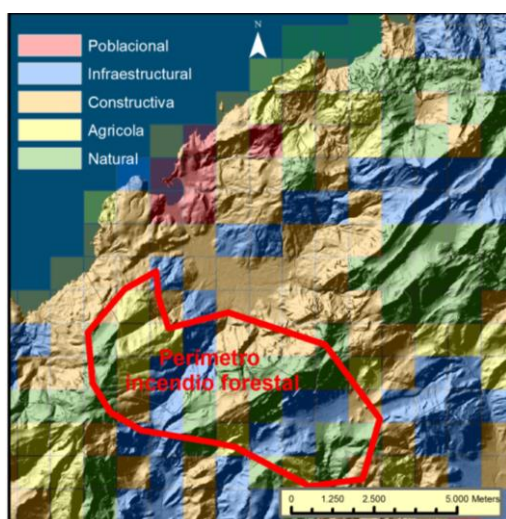 N
Poblacional
Infraestructural
Constructiva
Agricola
Natural
Perímetro
incendio forestal
0 1.250 2.500 5.000 Meters